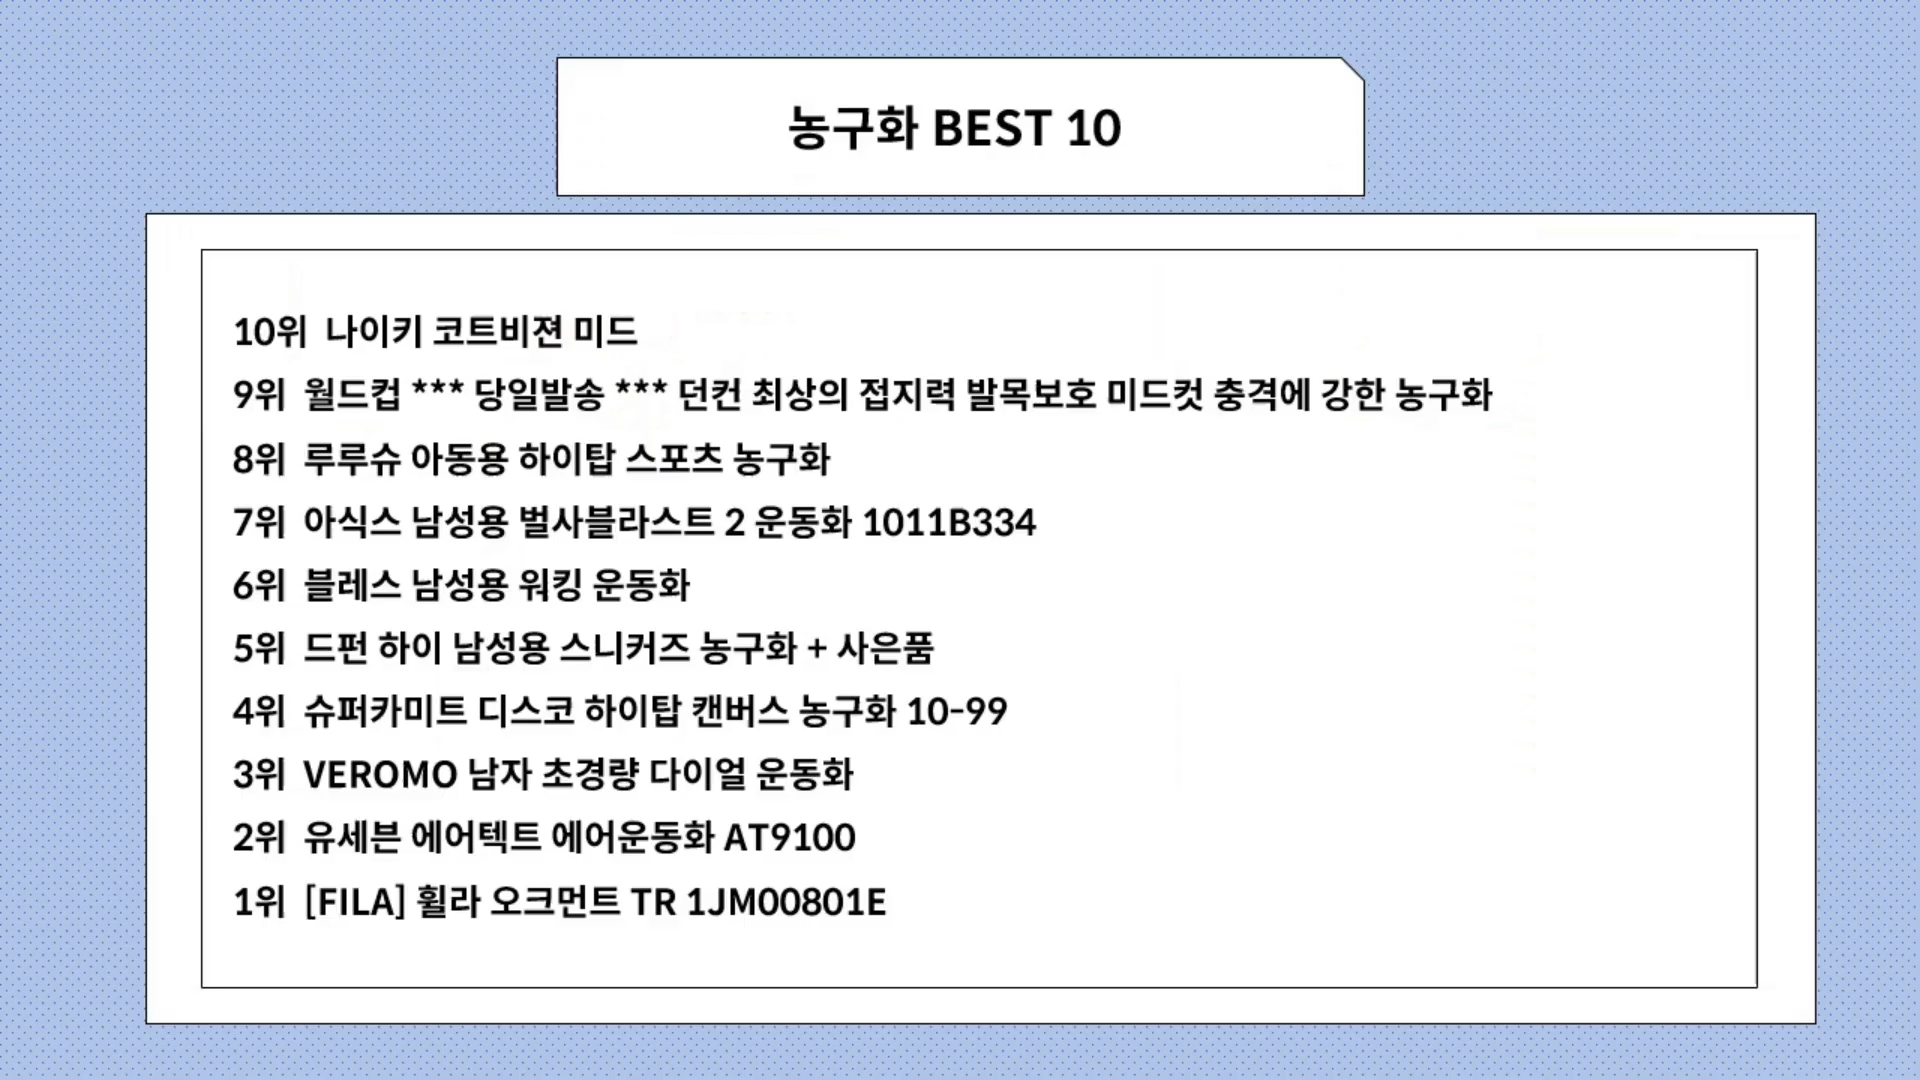 농구화 BEST 10
10위 나이키 코트비젼 미드
9위 월드컵 *** 당일발송 *** 던컨 최상의 접지력 발목보호 미드컷 충격에 강한 농구화
8위 루루슈 아동용 하이탑 스포츠 농구화
7위 아식스 남성용 벌사블라스트 2 운동화 1011B334
6위 블레스 남성용 워킹 운동화
5위 드펀 하이 남성용 스니커즈 농구화 + 사은품
4위 슈퍼카미트 디스코 하이탑 캔버스 농구화 10-99
3위 VEROMO 남자 초경량 다이얼 운동화
2위 유세븐 에어텍트 에어운동화 AT9100
1위 [FILA] 휠라 오크먼트 TR 1JM00801E